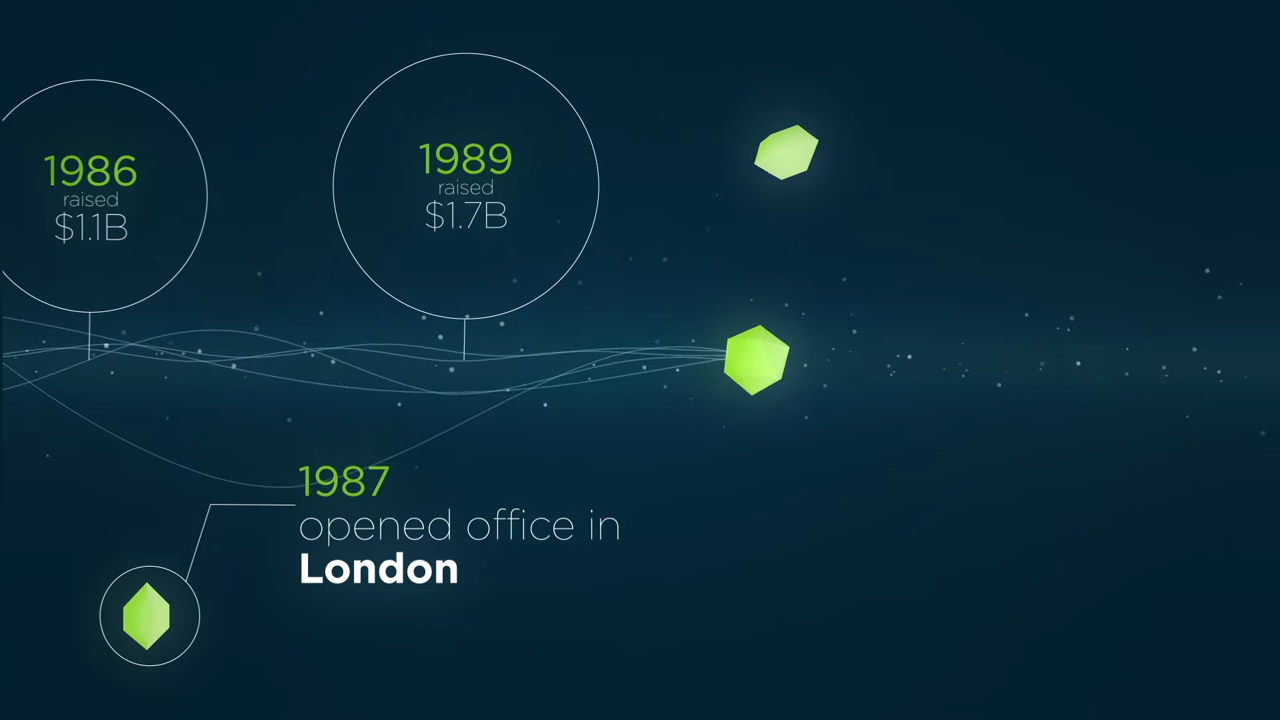 1986
raised
$1.1B
1989
raised
$1.7B
1987
opened office in
London